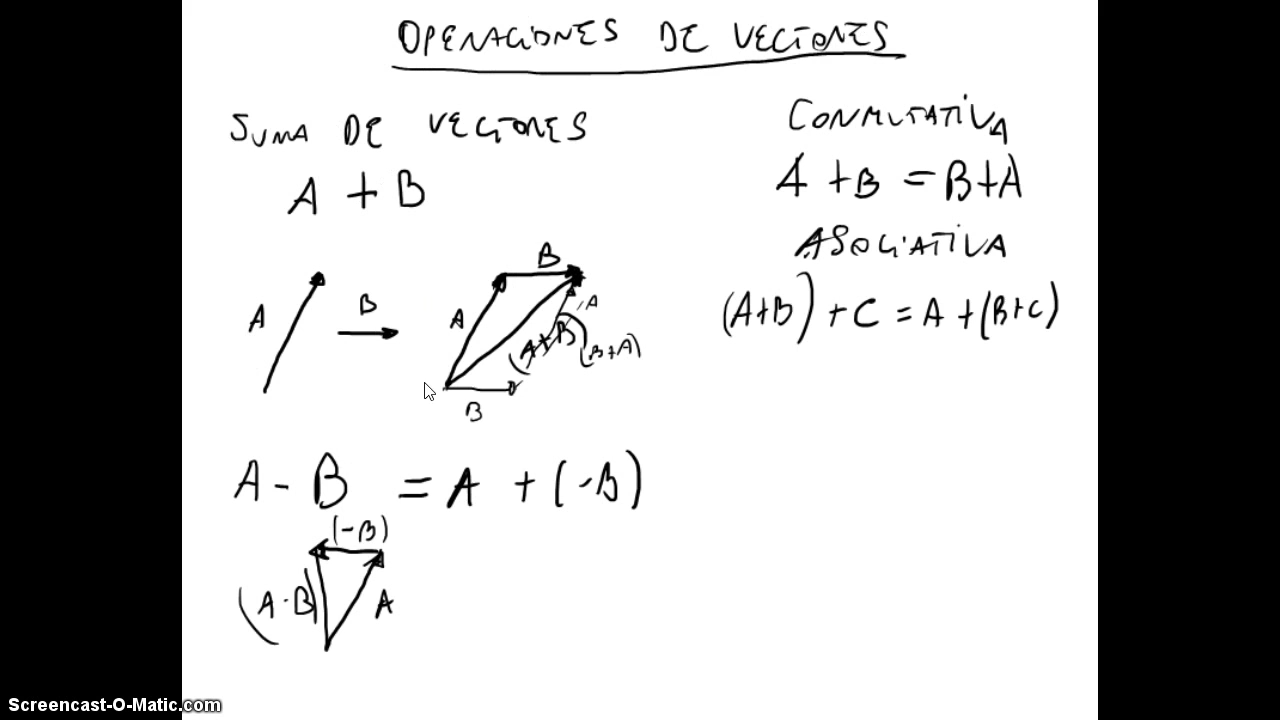 OPERACIONES DE VECTORES
SUMA DE VECTORES
A + B
A
B
B
A
A
(A+B)
(B+A)
B
CONMUTATIVA
A + B = B + A
ASOCIATIVA
(A+B) + C = A + (B+C)
A - B = A + (-B)
(-B)
(A-B)
A
Screencast-O-Matic.com